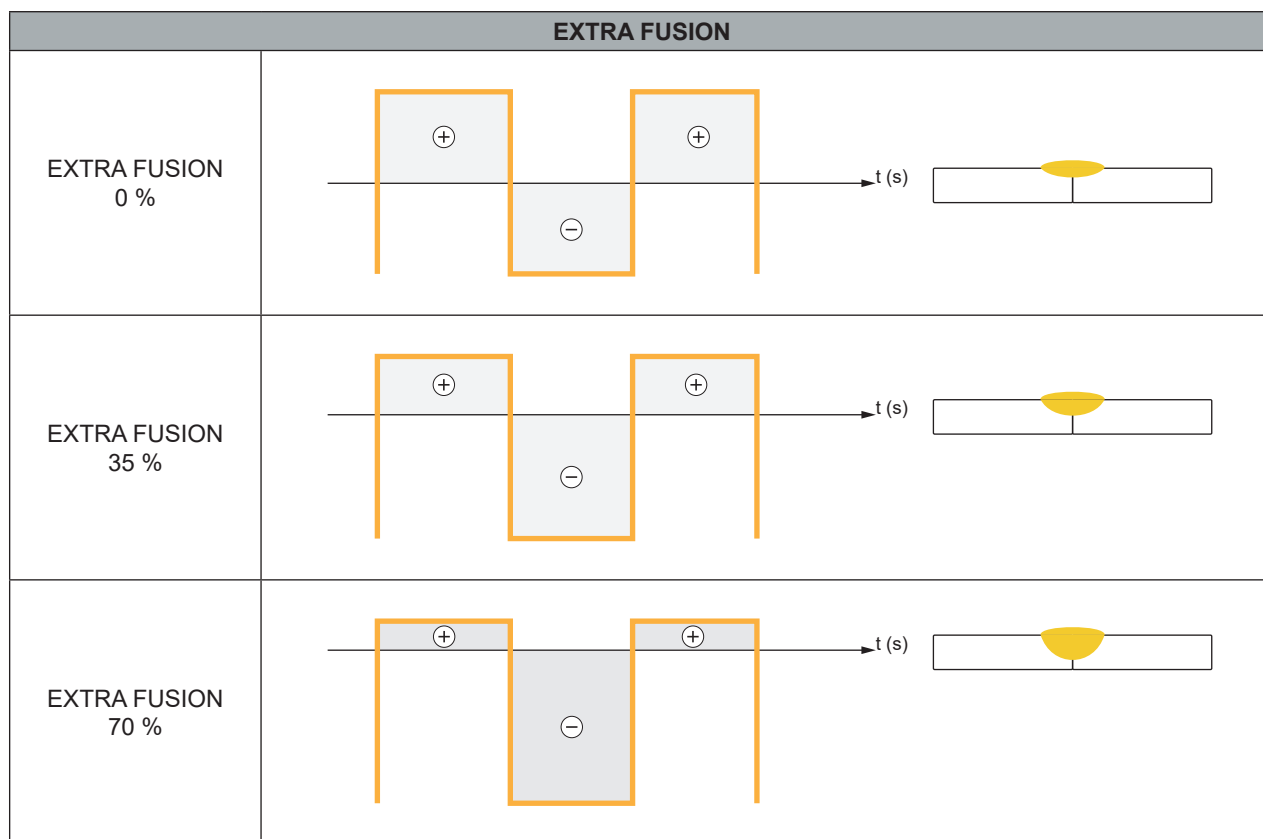 EXTRA FUSION
EXTRA FUSION
0 %
+
+
−
t (s)
EXTRA FUSION
35 %
+
+
−
t (s)
EXTRA FUSION
70 %
+
+
−
t (s)